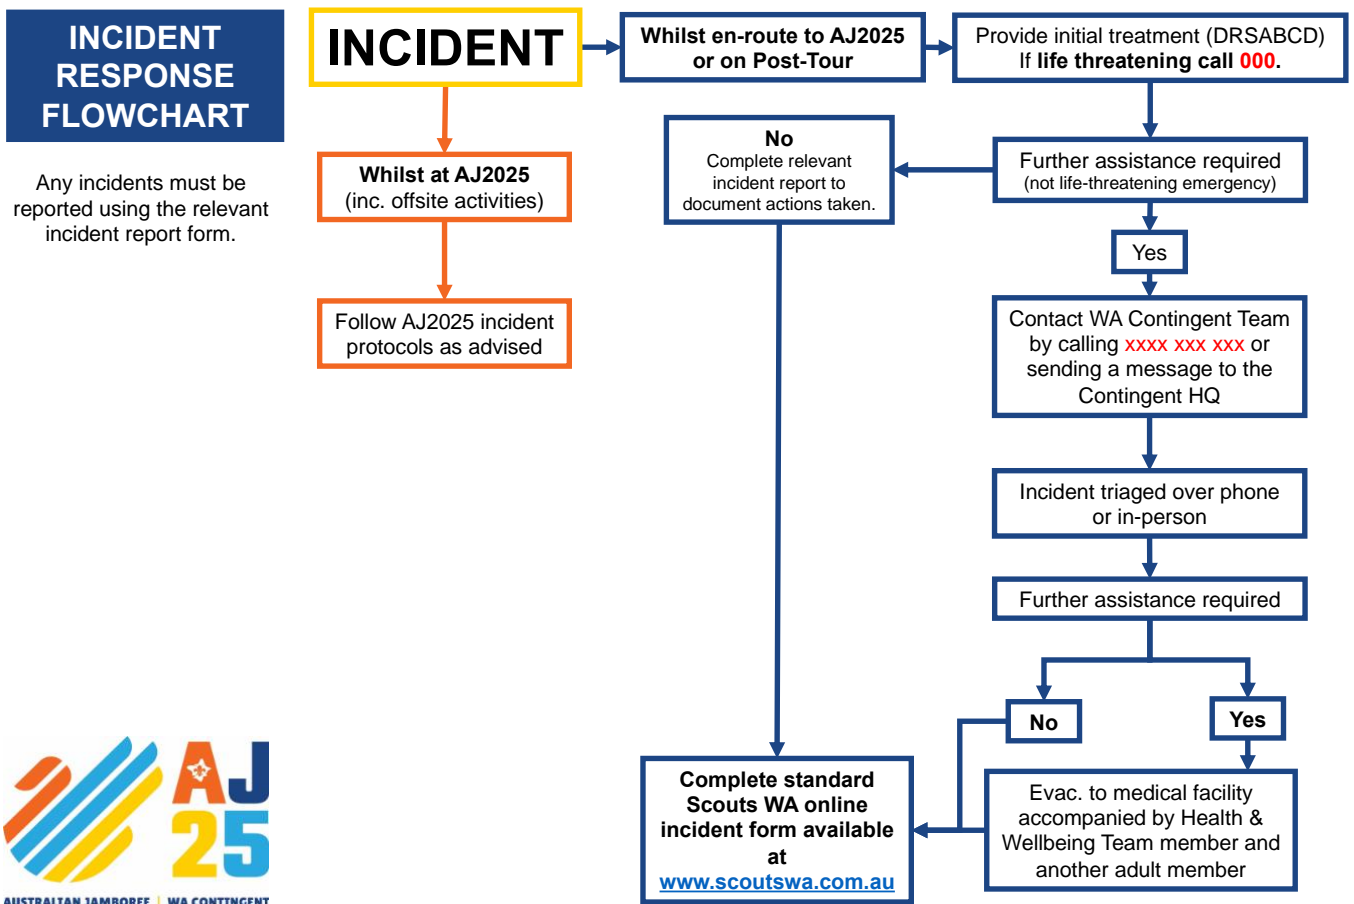 INCIDENT
RESPONSE
FLOWCHART
Any incidents must be
reported using the relevant
incident report form.
INCIDENT
Whilst en-route to AJ2025
or on Post-Tour
Provide initial treatment (DRSABCD)
If life threatening call 000.
Whilst at AJ2025
(inc. offsite activities)
Follow AJ2025 incident
protocols as advised
No
Complete relevant
incident report to
document actions taken.
Further assistance required
(not life-threatening emergency)
Yes
Contact WA Contingent Team
by calling xxxx xxx xxx or
sending a message to the
Contingent HQ
Incident triaged over phone
or in-person
Further assistance required
No
Yes
Evac. to medical facility
accompanied by Health &
Wellbeing Team member and
another adult member
Complete standard
Scouts WA online
incident form available
at
www.scoutswa.com.au
AJ
25
AUSTRALIAN JAMBOREE | WA CONTINGENT